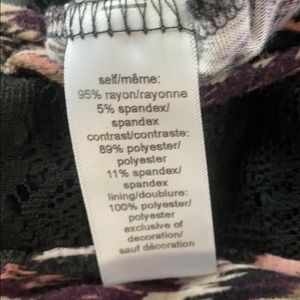 self/même:
95% rayon/rayonne
5% spandex/
spandex
contrast/contraste:
89% polyester/
polyester
11% spandex/
spandex
lining/doublure:
100% polyester/
polyester
exclusive of
decoration/
sauf décoration